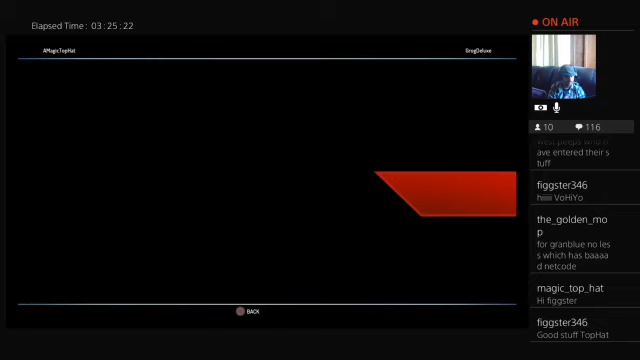 Elapsed Time : 03:25:22
ON AIR
AMagicTopHat
GrogDeluxe
10
116
ave entered their s
tuff
figgster346
hiiiii VoHiYo
the_golden_mo
p
for granblue no les
s which has baaaa
d netcode
magic_top_hat
Hi figgster
figgster346
Good stuff TopHat
BACK